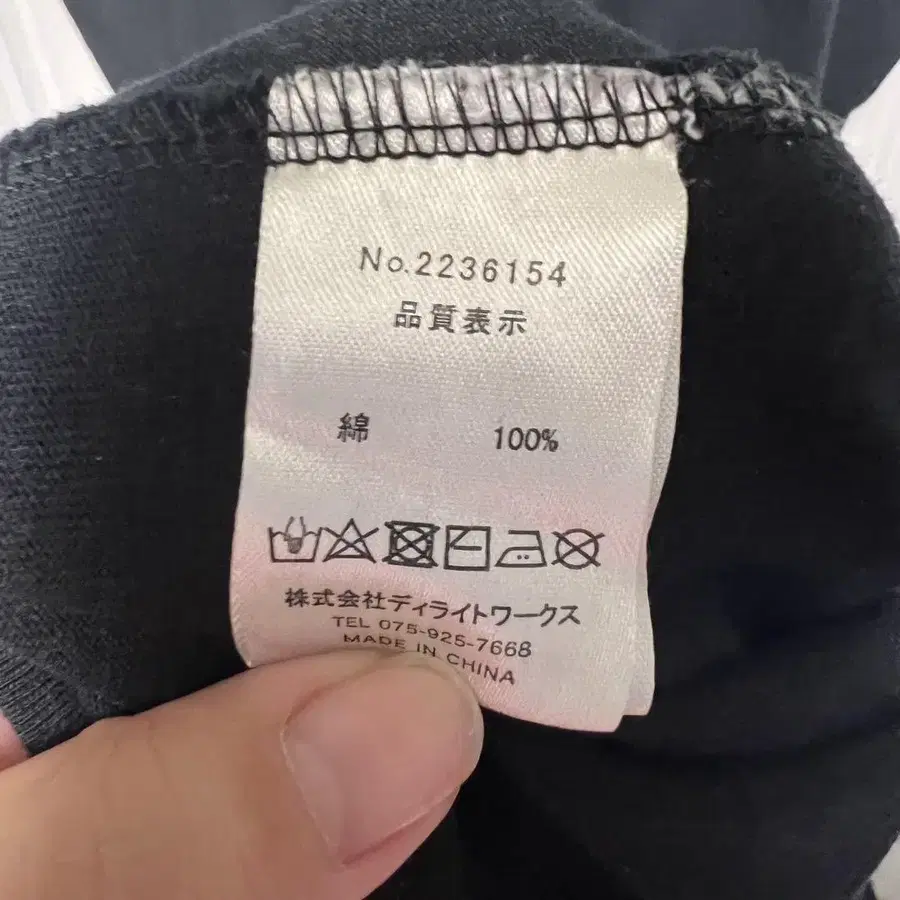 No.2236154
品質表示
綿 100%
株式会社ディライトワークス
TEL 075-925-7668
MADE IN CHINA